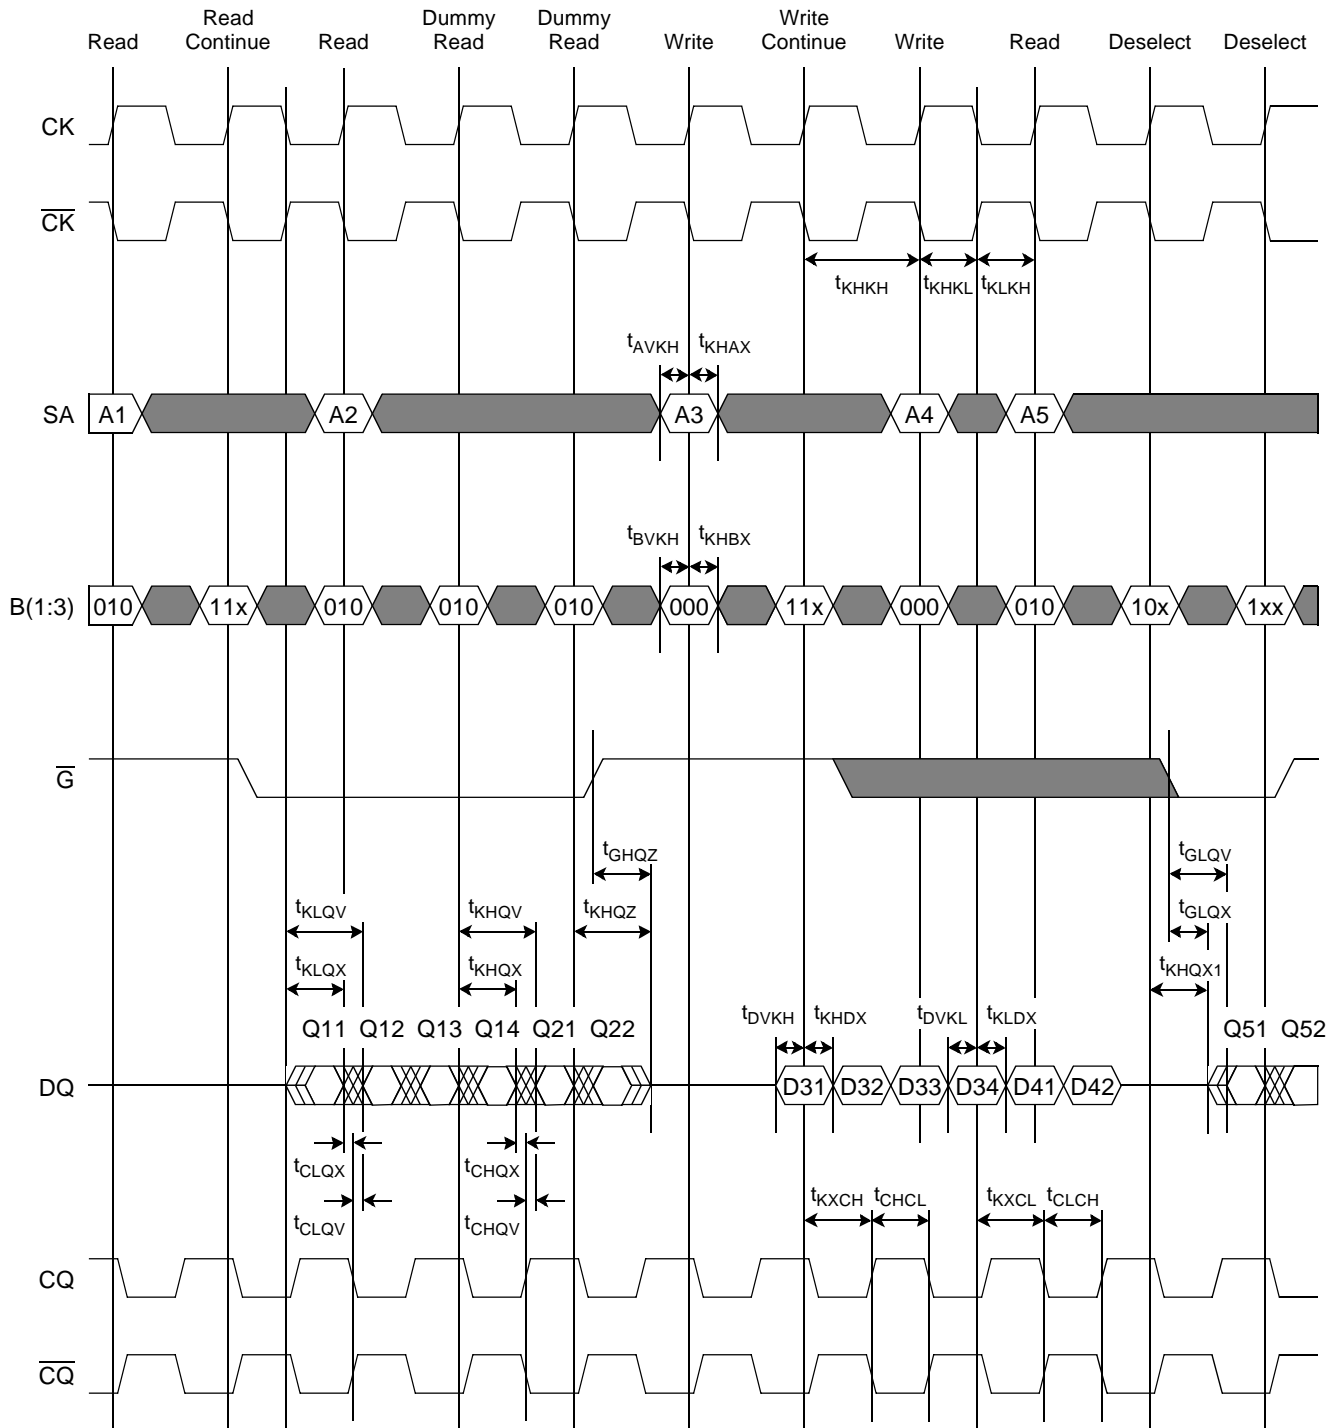 Read
Read Continue
Read
Dummy Read
Dummy Read
Write
Write Continue
Write
Read
Deselect
Deselect
CK
CK
tKHKH tKHKL tKLKH
tAVKH tKHAX
SA A1 A2 A3 A4 A5
tBVKH tKHBX
B(1:3) 010 11x 010 010 010 000 11x 000 010 10x 1xx
G
tGHQZ tGLQV
tKLQV tKHQV tKHQZ tGLQX
tKLQX tKHQX tKHQX1
tDVKH tKHDX tDVKL tKLDX
Q11 Q12 Q13 Q14 Q21 Q22 Q51 Q52
DQ D31 D32 D33 D34 D41 D42
tCLQX tCHQX
tKXCH tCHCL tKXCL tCLCH
tCLQV tCHQV
CQ
CQ